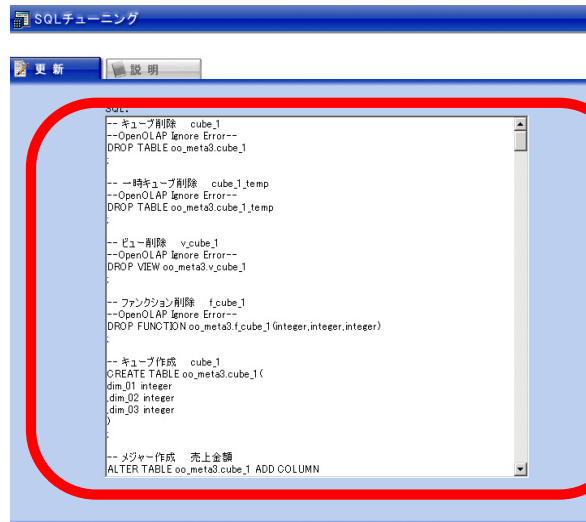 SQLチューニング
更 新
説 明
SQL:
-- キューブ削除 cube_1
--OpenOLAP Ignore Error--
DROP TABLE oo_meta3.cube_1
;
-- 一時キューブ削除 cube_1_temp
--OpenOLAP Ignore Error--
DROP TABLE oo_meta3.cube_1_temp
;
-- ビュー削除 v_cube_1
--OpenOLAP Ignore Error--
DROP VIEW oo_meta3.v_cube_1
;
-- ファンクション削除 f_cube_1
--OpenOLAP Ignore Error--
DROP FUNCTION oo_meta3.f_cube_1(integer,integer,integer)
;
-- キューブ作成 cube_1
CREATE TABLE oo_meta3.cube_1(
dim_01 integer
,dim_02 integer
,dim_03 integer
)
;
-- メジャー作成 売上金額
ALTER TABLE oo_meta3.cube_1 ADD COLUMN